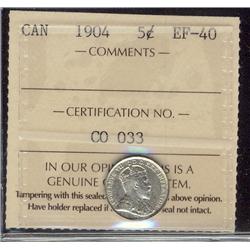 CAN 1904 5¢ EF-40
— COMMENTS —
— CERTIFICATION NO. —
CO 033
IN OUR OPI IS A
GENUINE TEM.
Tampering with this seale above opinion.
Have holder replaced if seal not intact.